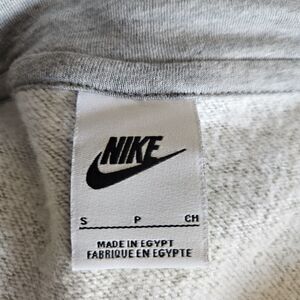 NIKE
S P CH
MADE IN EGYPT
FABRIQUE EN EGYPTE